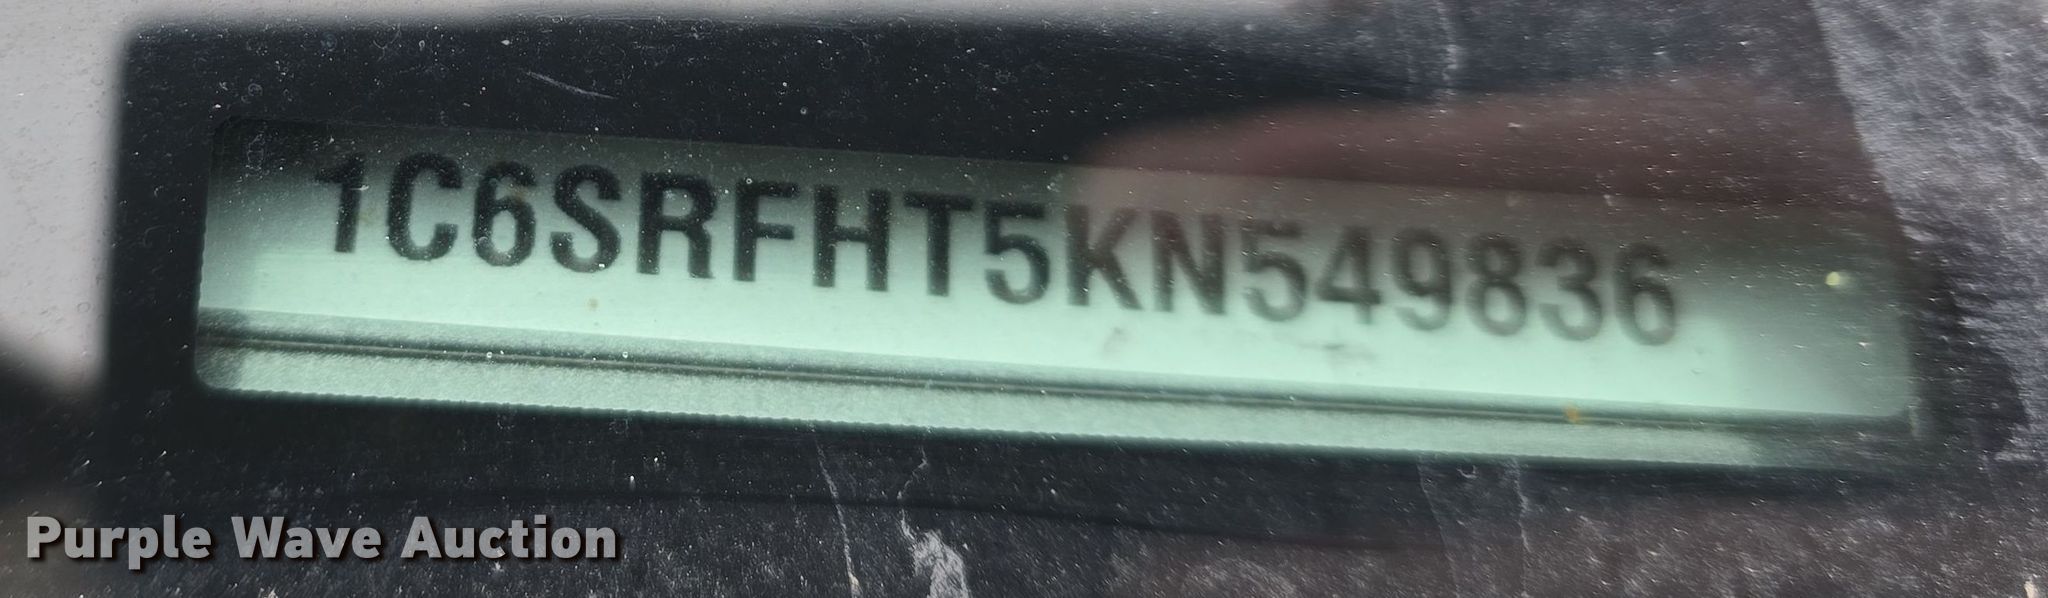 1C6SRFHT5KN549836
Purple Wave Auction